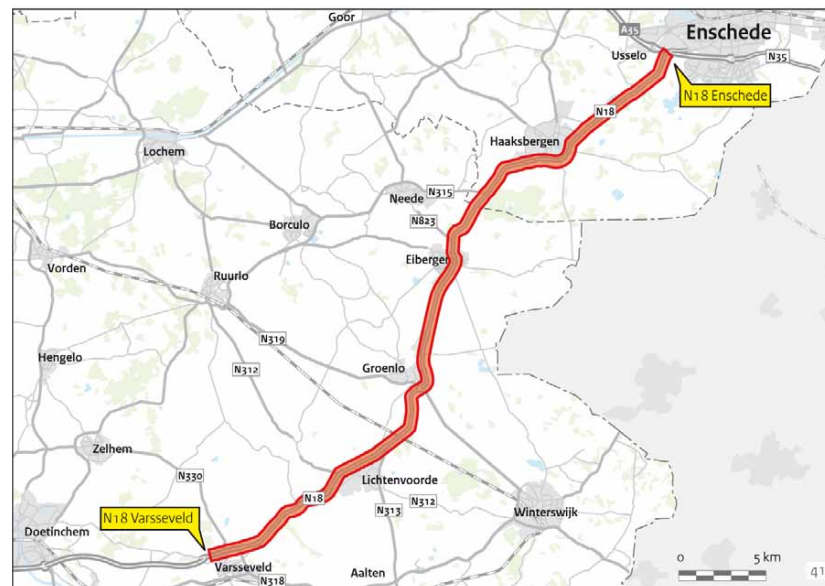 Goor
A35
Enschede
Usselo
N35
N18 Enschede
N18
Haaksbergen
Lochem
Neede
N315
N823
Borculo
Eibergen
Vorden
Ruurlo
N319
Hengelo
N312
Groenlo
Zelhem
N330
Lichtenvoorde
N18
N312
N313
Winterswijk
N18 Varsseveld
Doetinchem
Varsseveld
N318
Aalten
0 5 km
41